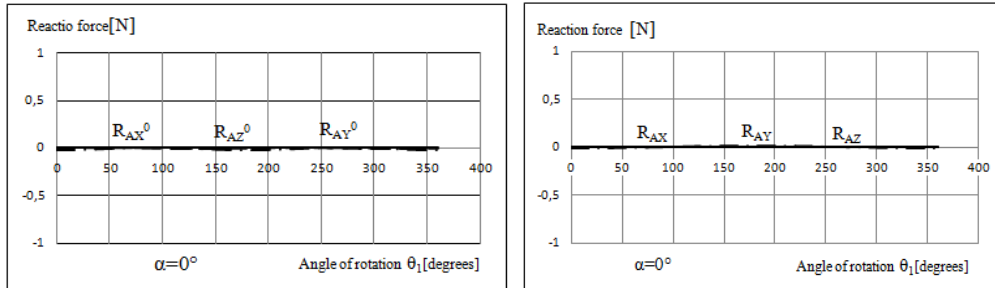 Reactio force[N]
1
0,5
R_AX^0 R_AZ^0 R_AY^0
0
0 50 100 150 200 250 300 350 400
-0,5
-1
α=0° Angle of rotation θ₁[degrees]
Reaction force [N]
1
0,5
R_AX R_AY R_AZ
0
0 50 100 150 200 250 300 350 400
-0,5
-1
α=0° Angle of rotation θ₁[degrees]